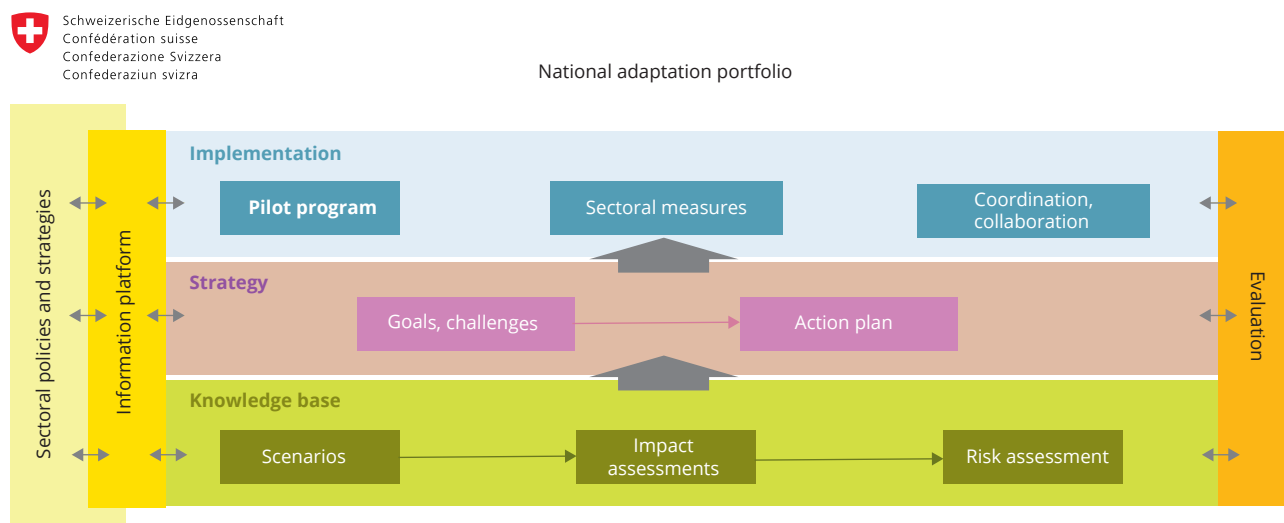 Schweizerische Eidgenossenschaft
Confédération suisse
Confederazione Svizzera
Confederaziun svizra
National adaptation portfolio
Sectoral policies and strategies
Information platform
Implementation
Pilot program
Sectoral measures
Coordination,
collaboration
Strategy
Goals, challenges
Action plan
Knowledge base
Scenarios
Impact
assessments
Risk assessment
Evaluation